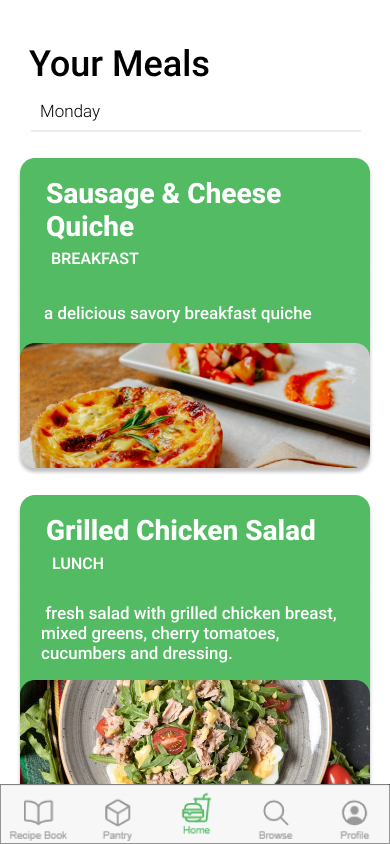 Your Meals
Monday
Sausage & Cheese
Quiche
BREAKFAST
a delicious savory breakfast quiche
Grilled Chicken Salad
LUNCH
fresh salad with grilled chicken breast,
mixed greens, cherry tomatoes,
cucumbers and dressing.
Recipe Book
Pantry
Home
Browse
Profile